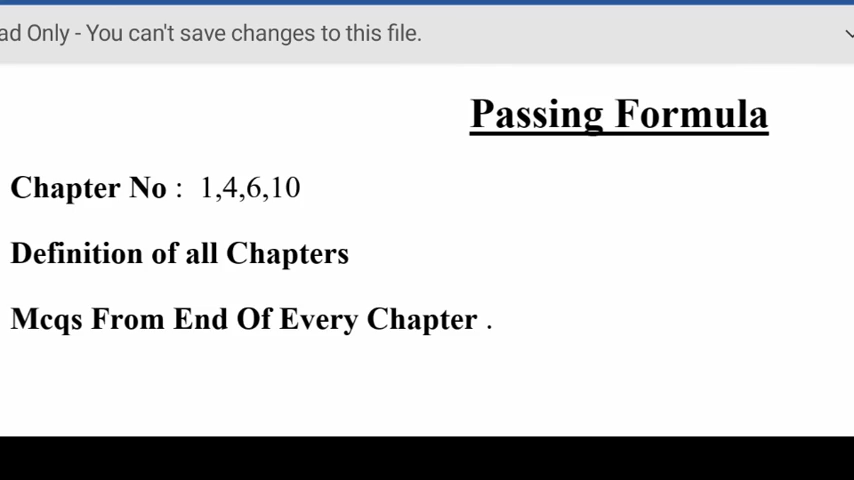 ad Only - You can't save changes to this file.
Passing Formula
Chapter No : 1,4,6,10
Definition of all Chapters
Mcqs From End Of Every Chapter .